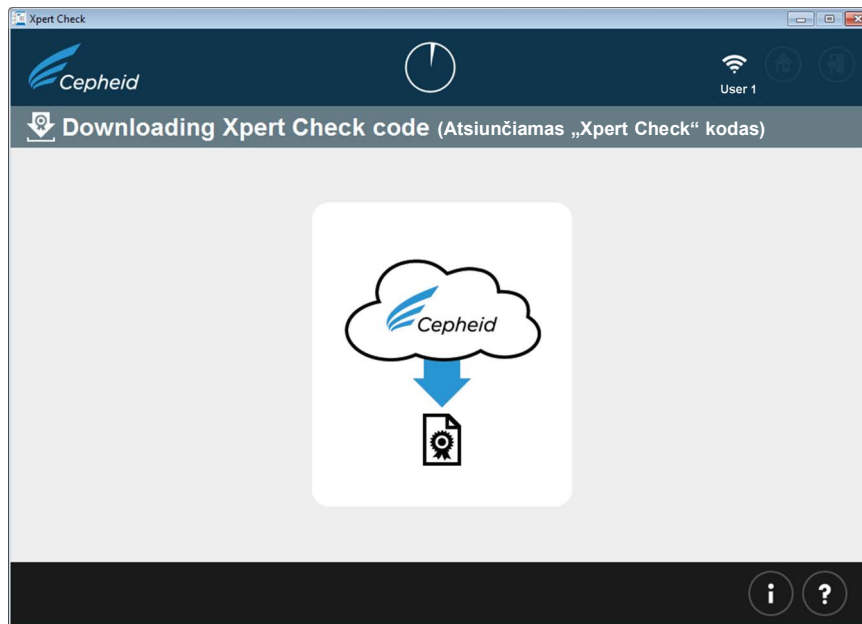 Xpert Check
Cepheid
User 1
Downloading Xpert Check code (Atsiunčiamas „Xpert Check“ kodas)
Cepheid
i ?